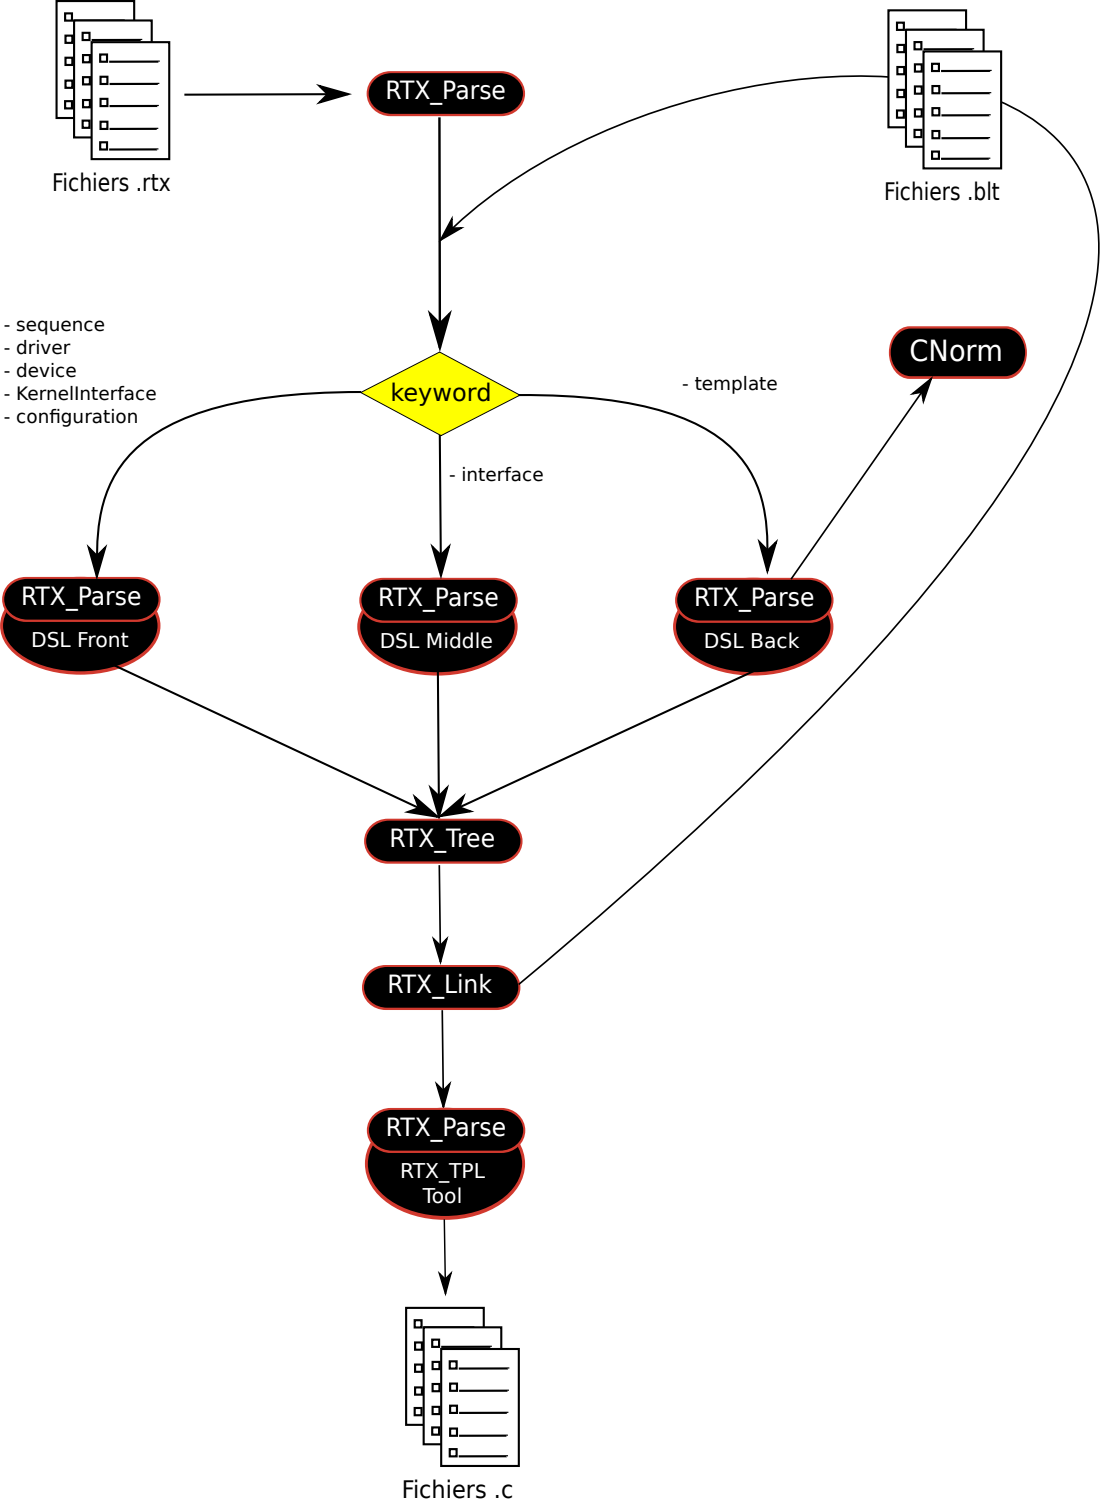 RTX_Parse
Fichiers .rtx
Fichiers .blt
- sequence
- driver
- device
- KernelInterface
- configuration
keyword
- template
CNorm
- interface
RTX_Parse
DSL Front
RTX_Parse
DSL Middle
RTX_Parse
DSL Back
RTX_Tree
RTX_Link
RTX_Parse
RTX_TPL
Tool
Fichiers .c